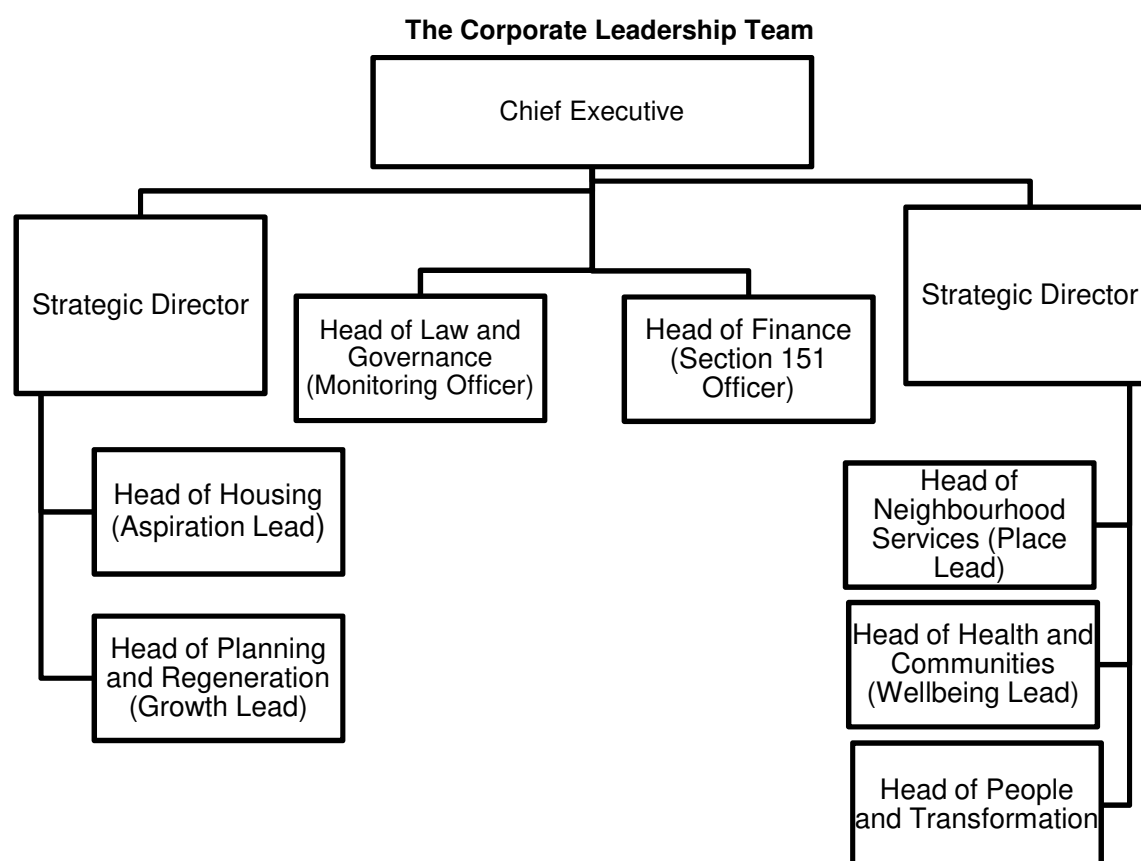 The Corporate Leadership Team
Chief Executive
Strategic Director
Head of Law and
Governance
(Monitoring Officer)
Head of Finance
(Section 151
Officer)
Strategic Director
Head of Housing
(Aspiration Lead)
Head of Planning
and Regeneration
(Growth Lead)
Head of
Neighbourhood
Services (Place
Lead)
Head of Health and
Communities
(Wellbeing Lead)
Head of People
and Transformation